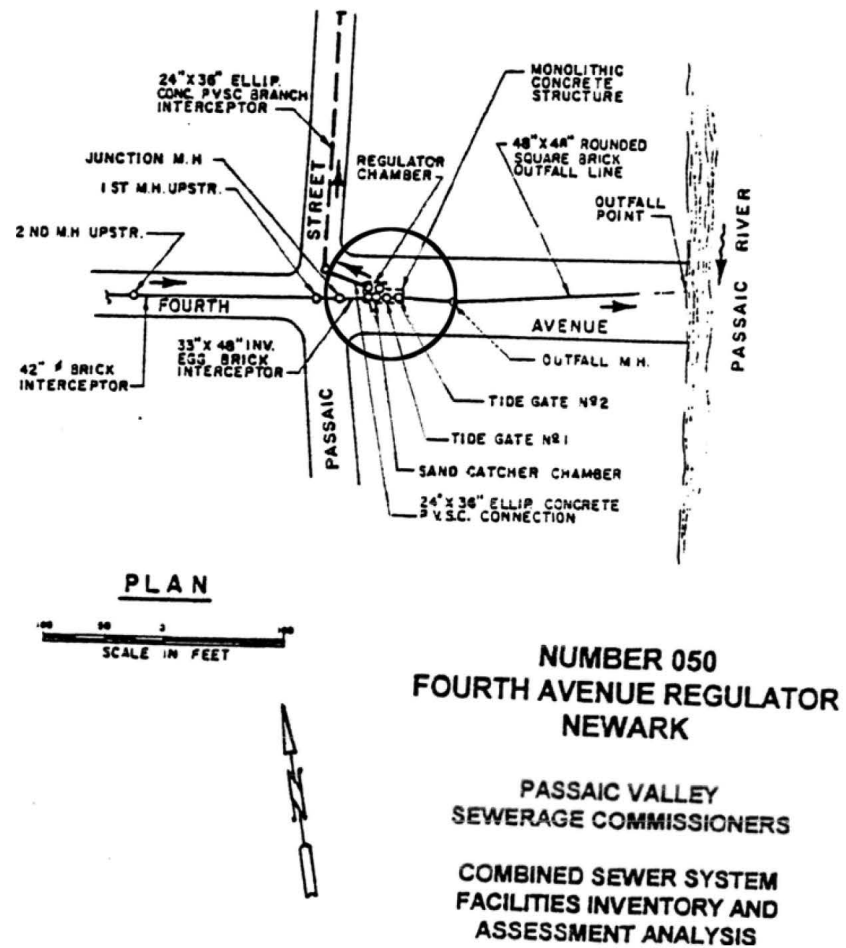 24"X36" ELLIP.
CONC. PVSC BRANCH
INTERCEPTOR
MONOLITHIC
CONCRETE
STRUCTURE
JUNCTION M.H
1 ST M.H. UPSTR.
2 ND M.H UPSTR.
STREET
REGULATOR
CHAMBER
48"X48" ROUNDED
SQUARE BRICK
OUTFALL LINE
OUTFALL
POINT
PASSAIC RIVER
FOURTH
AVENUE
42" BRICK
INTERCEPTOR
33"X 48" INV.
EGG BRICK
INTERCEPTOR
PASSAIC
OUTFALL M.H.
TIDE GATE Nº2
TIDE GATE Nº1
SAND CATCHER CHAMBER
24"X 36" ELLIP. CONCRETE
P.V.S.C. CONNECTION
PLAN
100 50 100
SCALE IN FEET
N
NUMBER 050
FOURTH AVENUE REGULATOR
NEWARK
PASSAIC VALLEY
SEWERAGE COMMISSIONERS
COMBINED SEWER SYSTEM
FACILITIES INVENTORY AND
ASSESSMENT ANALYSIS